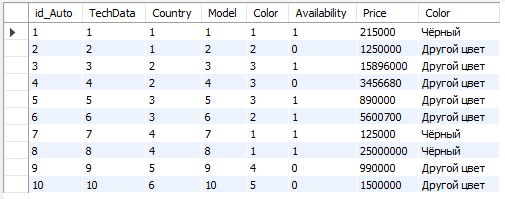 id_Auto TechData Country Model Color Availability Price Color
1 1 1 1 1 1 215000 Чёрный
2 2 1 2 2 0 1250000 Другой цвет
3 3 2 3 3 1 15896000 Другой цвет
4 4 2 4 3 0 3456680 Другой цвет
5 5 3 5 3 1 890000 Другой цвет
6 6 3 6 2 1 5600700 Другой цвет
7 7 4 7 1 1 125000 Чёрный
8 8 4 8 1 1 25000000 Чёрный
9 9 5 9 4 0 990000 Другой цвет
10 10 6 10 5 0 1500000 Другой цвет